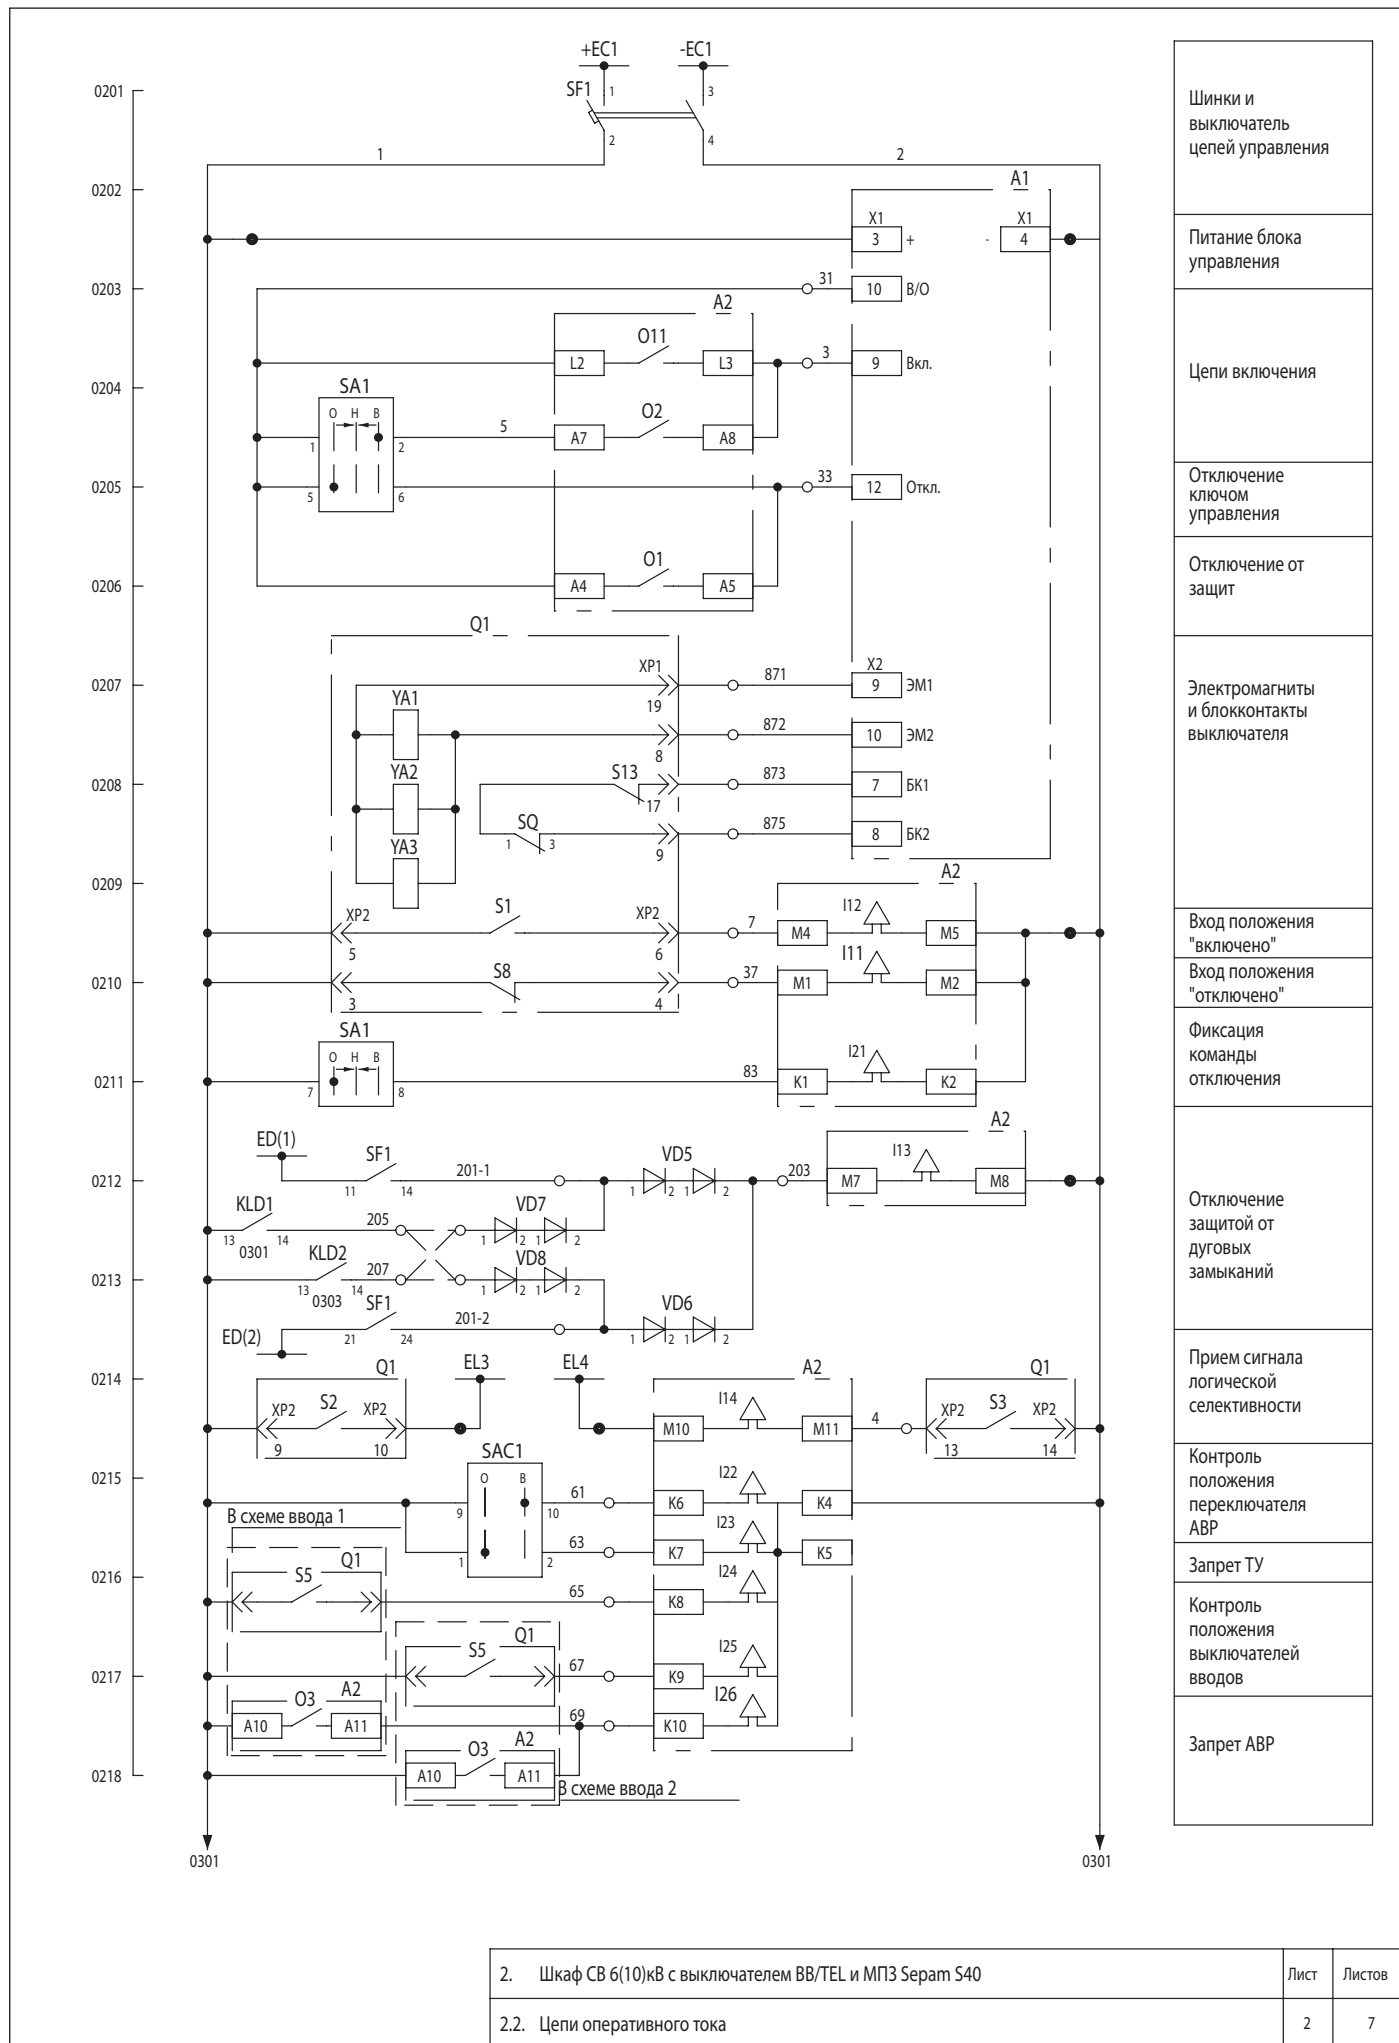 +EC1 -EC1
0201 SF1 1 3
2 4
Шинки и
выключатель
цепей управления
1 2
0202 A1
X1 X1
3 + - 4
Питание блока
управления
0203 31 10 В/О
A2
O11
L2 L3 3 9 Вкл.
Цепи включения
0204 SA1
О Н В
O2
1 2 5 A7 A8
0205 5 6 33 12 Откл.
Отключение
ключом
управления
O1
0206 A4 A5
Отключение от
защит
Q1
XP1 X2
0207 871 9 ЭМ1
19
YA1
872 10 ЭМ2
8
Электромагниты
и блокконтакты
выключателя
YA2 S13
0208 873 7 БК1
17
SQ
1 3 875 8 БК2
9
YA3
0209 A2
XP2 S1 XP2 I12
7 M4 M5
5 6
Вход положения
"включено"
S8 I11
0210 37 M1 M2
3 4
Вход положения
"отключено"
SA1
О Н В
I21
0211 7 8 83 K1 K2
Фиксация
команды
отключения
ED(1) A2
SF1 VD5 I13
0212 11 14 201-1 1 2 1 2 203 M7 M8
KLD1 VD7
13 14 205 1 2 1 2
0301
KLD2 VD8
0213 13 14 207 1 2 1 2
0303
SF1 VD6
ED(2) 21 24 201-2 1 2 1 2
Отключение
защитой от
дуговых
замыканий
0214 Q1 EL3 EL4 A2 Q1
XP2 S2 XP2 I14 XP2 S3 XP2
M10 M11 4
9 10 13 14
Прием сигнала
логической
селективности
0215 SAC1
О В
I22
9 10 61 K6 K4
Контроль
положения
переключателя
АВР
В схеме ввода 1
I23
1 2 63 K7 K5
0216 Q1
S5 I24
65 K8
Запрет ТУ
Q1
S5 I25
0217 67 K9
Контроль
положения
выключателей
вводов
O3 A2 I26
A10 A11 69 K10
O3 A2
0218 A10 A11
В схеме ввода 2
Запрет АВР
0301 0301
2. Шкаф СВ 6(10)кВ с выключателем ВВ/TEL и МПЗ Sepam S40 Лист Листов
2.2. Цепи оперативного тока 2 7